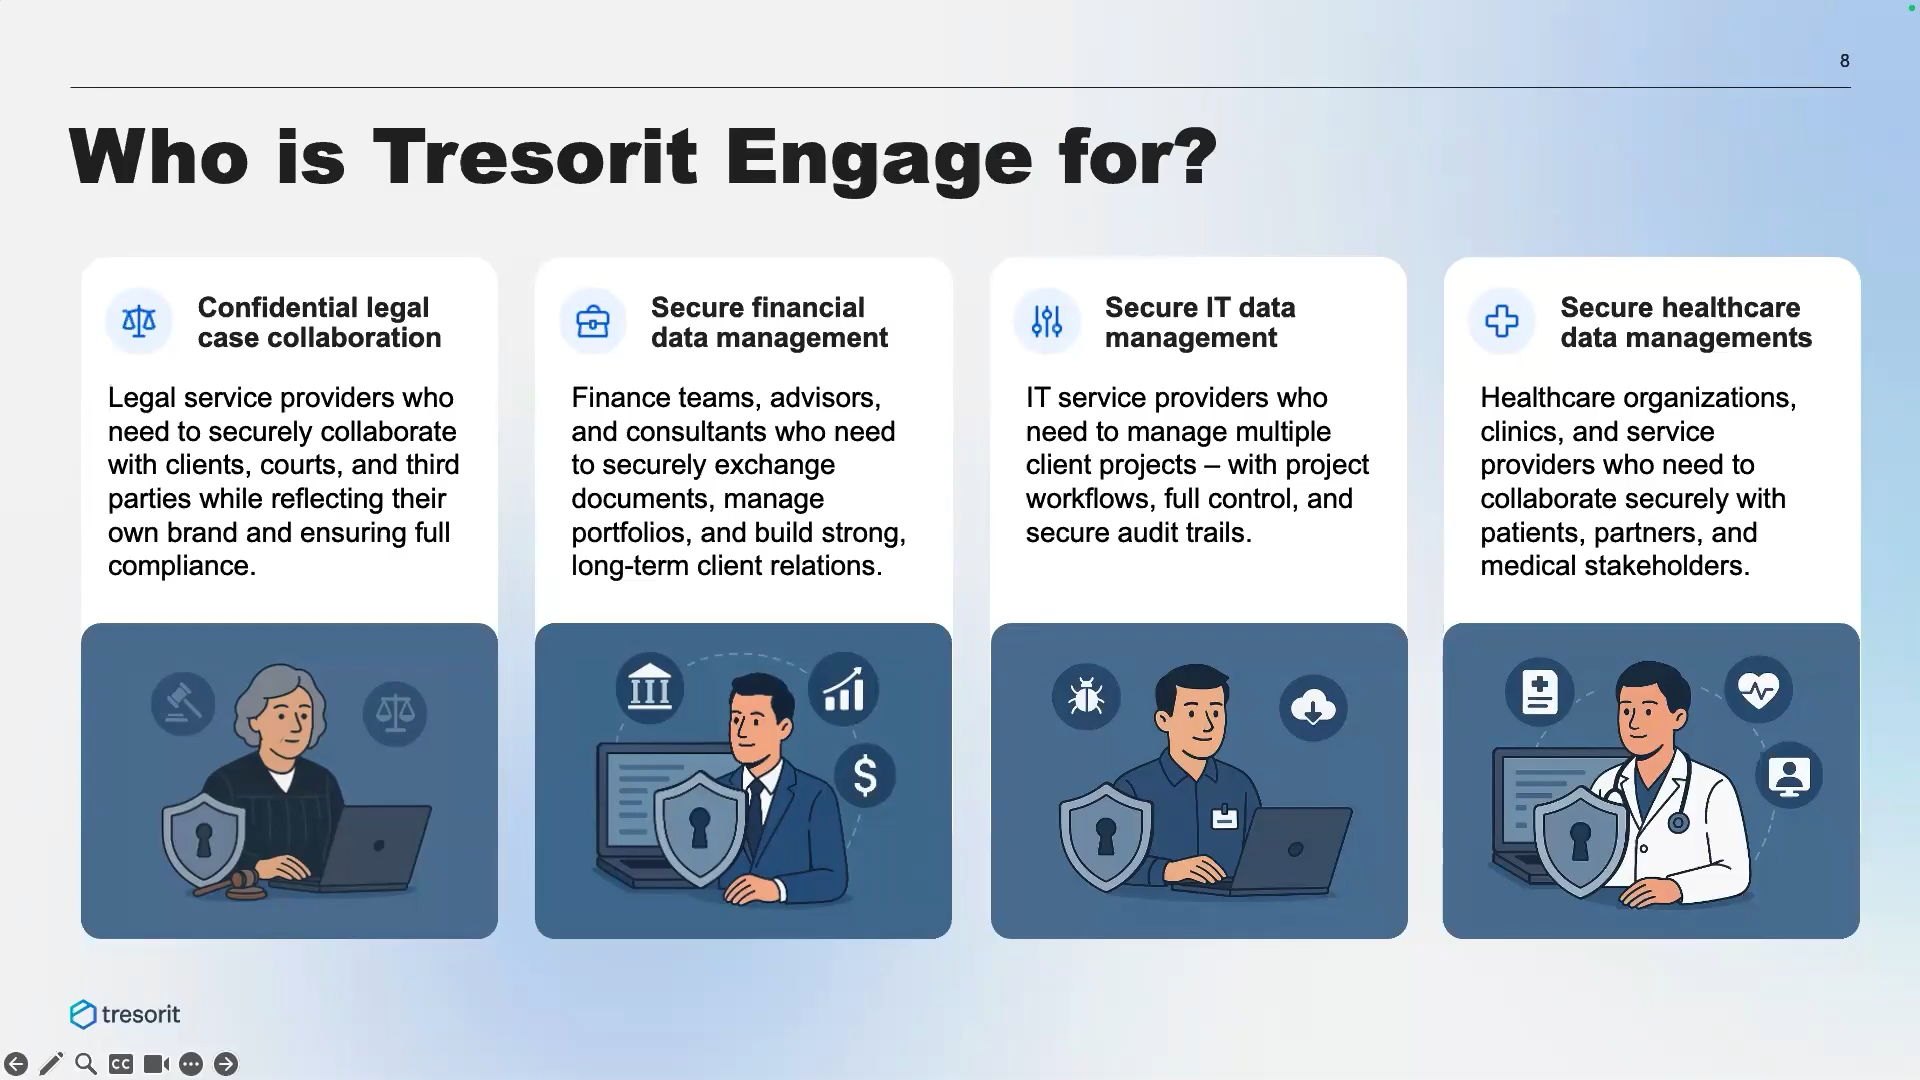 8
Who is Tresorit Engage for?
Confidential legal
case collaboration
Legal service providers who
need to securely collaborate
with clients, courts, and third
parties while reflecting their
own brand and ensuring full
compliance.
Secure financial
data management
Finance teams, advisors,
and consultants who need
to securely exchange
documents, manage
portfolios, and build strong,
long-term client relations.
Secure IT data
management
IT service providers who
need to manage multiple
client projects – with project
workflows, full control, and
secure audit trails.
Secure healthcare
data managements
Healthcare organizations,
clinics, and service
providers who need to
collaborate securely with
patients, partners, and
medical stakeholders.
$
tresorit
CC